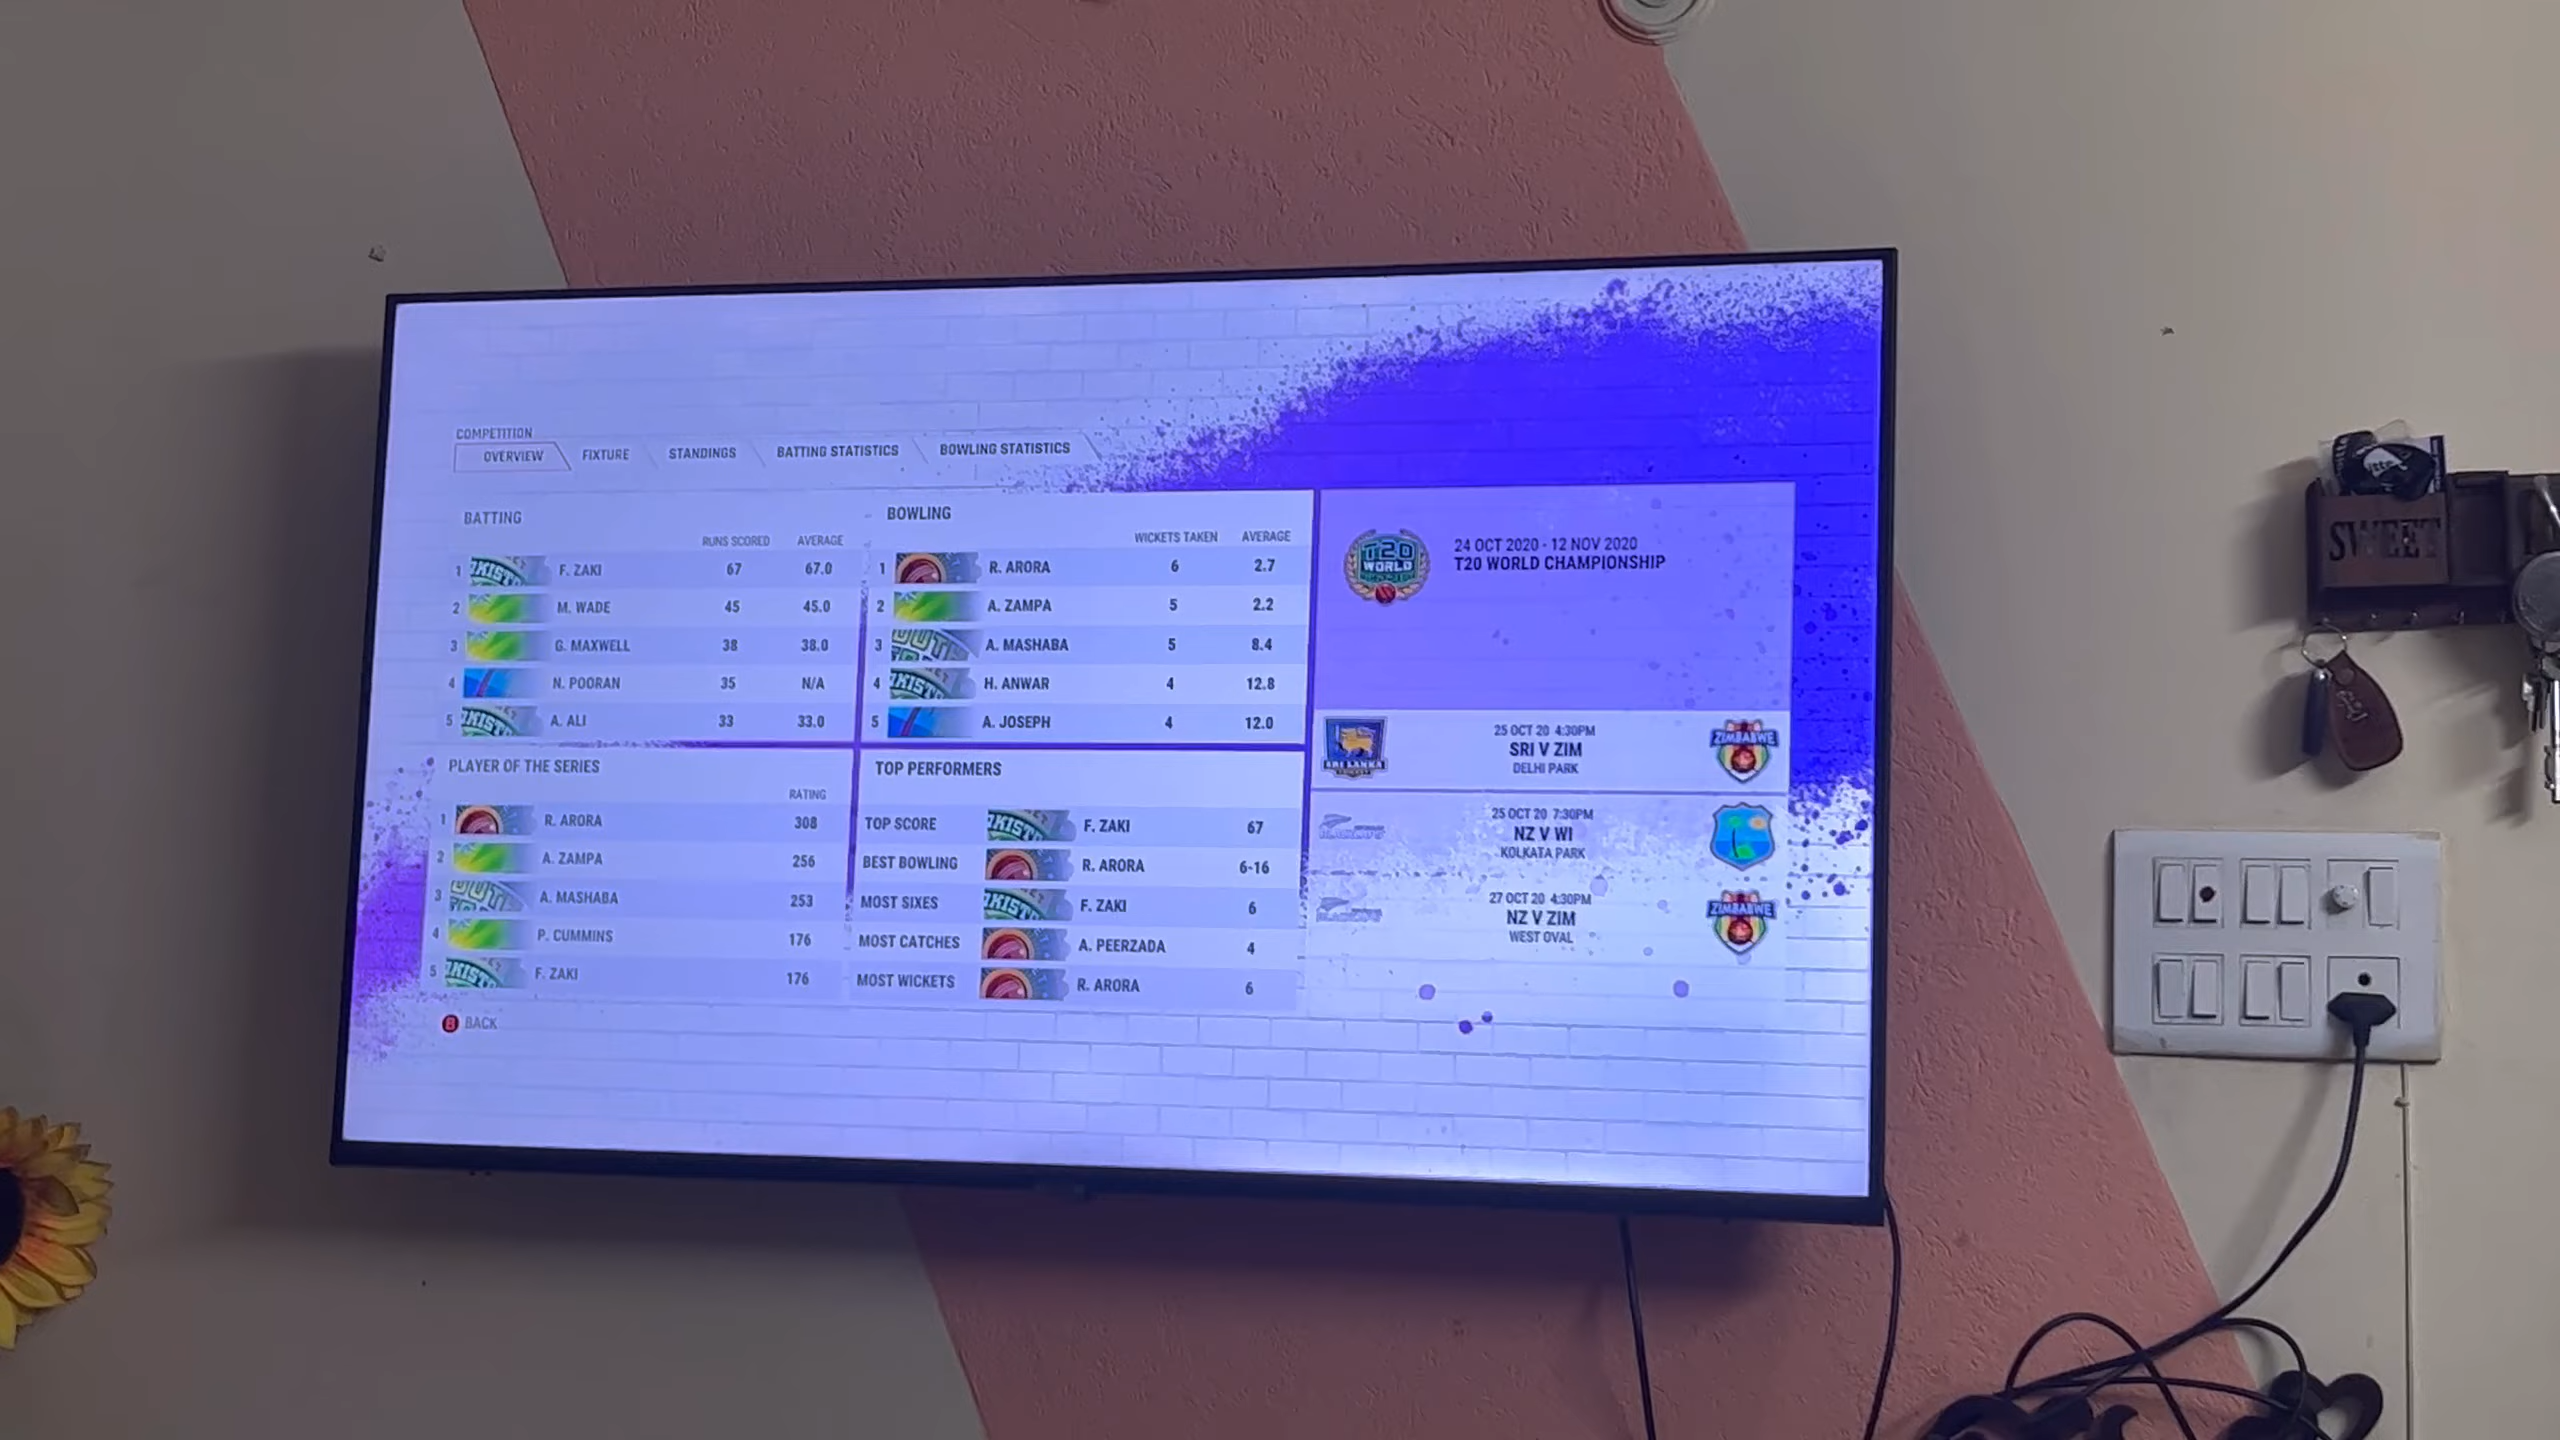 COMPETITION
OVERVIEW FIXTURE STANDINGS BATTING STATISTICS BOWLING STATISTICS
BATTING
RUNS SCORED AVERAGE
1 F. ZAKI 67 67.0
2 M. WADE 45 45.0
3 G. MAXWELL 38 38.0
4 N. POORAN 35 N/A
5 A. ALI 33 33.0
BOWLING
WICKETS TAKEN AVERAGE
1 R. ARORA 6 2.7
2 A. ZAMPA 5 2.2
3 A. MASHABA 5 8.4
4 H. ANWAR 4 12.8
5 A. JOSEPH 4 12.0
PLAYER OF THE SERIES
RATING
1 R. ARORA 308
2 A. ZAMPA 256
3 A. MASHABA 253
4 P. CUMMINS 176
5 F. ZAKI 176
TOP PERFORMERS
TOP SCORE F. ZAKI 67
BEST BOWLING R. ARORA 6-16
MOST SIXES F. ZAKI 6
MOST CATCHES A. PEERZADA 4
MOST WICKETS R. ARORA 6
T20
WORLD
24 OCT 2020 - 12 NOV 2020
T20 WORLD CHAMPIONSHIP
SRI LANKA
25 OCT 20 4:30PM
SRI V ZIM
DELHI PARK
ZIMBABWE
25 OCT 20 7:30PM
NZ V WI
KOLKATA PARK
27 OCT 20 4:30PM
NZ V ZIM
WEST OVAL
ZIMBABWE
B BACK
SWEET